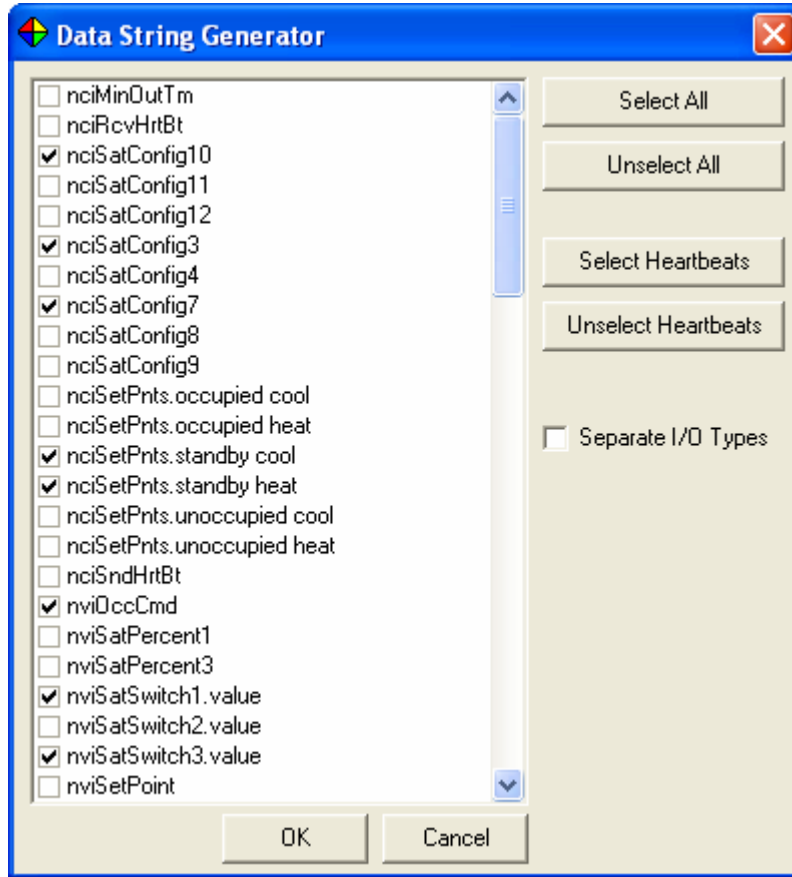 Data String Generator
nciMinOutTm
nciRcvHrtBt
nciSatConfig10
nciSatConfig11
nciSatConfig12
nciSatConfig3
nciSatConfig4
nciSatConfig7
nciSatConfig8
nciSatConfig9
nciSetPnts.occupied cool
nciSetPnts.occupied heat
nciSetPnts.standby cool
nciSetPnts.standby heat
nciSetPnts.unoccupied cool
nciSetPnts.unoccupied heat
nciSndHrtBt
nviOccCmd
nviSatPercent1
nviSatPercent3
nviSatSwitch1.value
nviSatSwitch2.value
nviSatSwitch3.value
nviSetPoint
Select All
Unselect All
Select Heartbeats
Unselect Heartbeats
Separate I/O Types
OK
Cancel